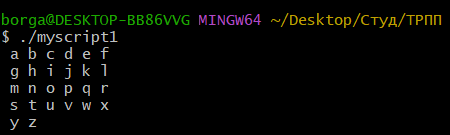 borga@DESKTOP-BB86VVG MINGW64 ~/Desktop/Студ/ТРПП
$ ./myscript1
a b c d e f
g h i j k l
m n o p q r
s t u v w x
y z